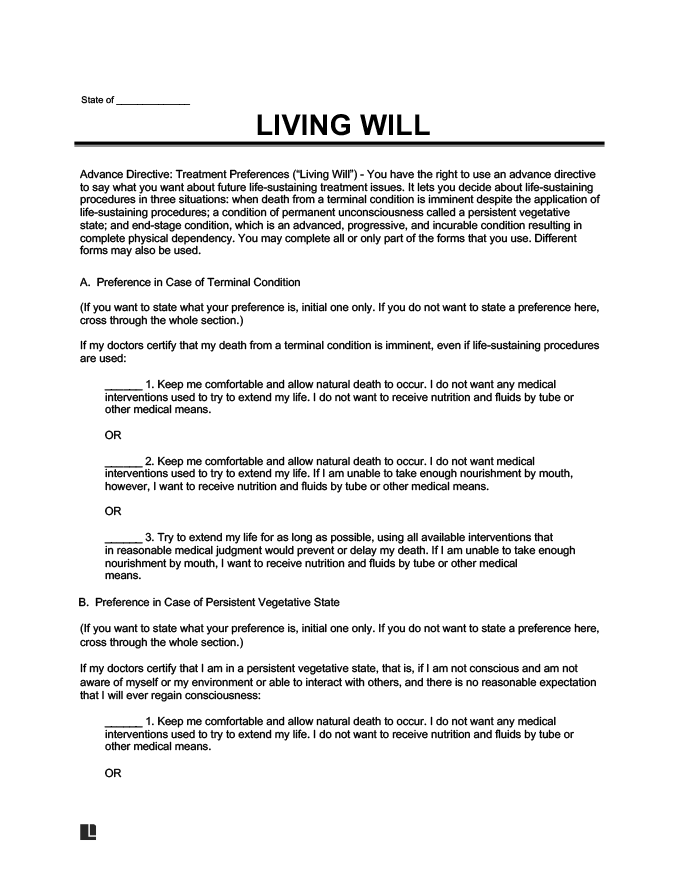 State of ______________
LIVING WILL
Advance Directive: Treatment Preferences (“Living Will”) - You have the right to use an advance directive
to say what you want about future life-sustaining treatment issues. It lets you decide about life-sustaining
procedures in three situations: when death from a terminal condition is imminent despite the application of
life-sustaining procedures; a condition of permanent unconsciousness called a persistent vegetative
state; and end-stage condition, which is an advanced, progressive, and incurable condition resulting in
complete physical dependency. You may complete all or only part of the forms that you use. Different
forms may also be used.
A. Preference in Case of Terminal Condition
(If you want to state what your preference is, initial one only. If you do not want to state a preference here,
cross through the whole section.)
If my doctors certify that my death from a terminal condition is imminent, even if life-sustaining procedures
are used:
______ 1. Keep me comfortable and allow natural death to occur. I do not want any medical
interventions used to try to extend my life. I do not want to receive nutrition and fluids by tube or
other medical means.
OR
______ 2. Keep me comfortable and allow natural death to occur. I do not want medical
interventions used to try to extend my life. If I am unable to take enough nourishment by mouth,
however, I want to receive nutrition and fluids by tube or other medical means.
OR
______ 3. Try to extend my life for as long as possible, using all available interventions that
in reasonable medical judgment would prevent or delay my death. If I am unable to take enough
nourishment by mouth, I want to receive nutrition and fluids by tube or other medical
means.
B. Preference in Case of Persistent Vegetative State
(If you want to state what your preference is, initial one only. If you do not want to state a preference here,
cross through the whole section.)
If my doctors certify that I am in a persistent vegetative state, that is, if I am not conscious and am not
aware of myself or my environment or able to interact with others, and there is no reasonable expectation
that I will ever regain consciousness:
______ 1. Keep me comfortable and allow natural death to occur. I do not want any medical
interventions used to try to extend my life. I do not want to receive nutrition and fluids by tube or
other medical means.
OR